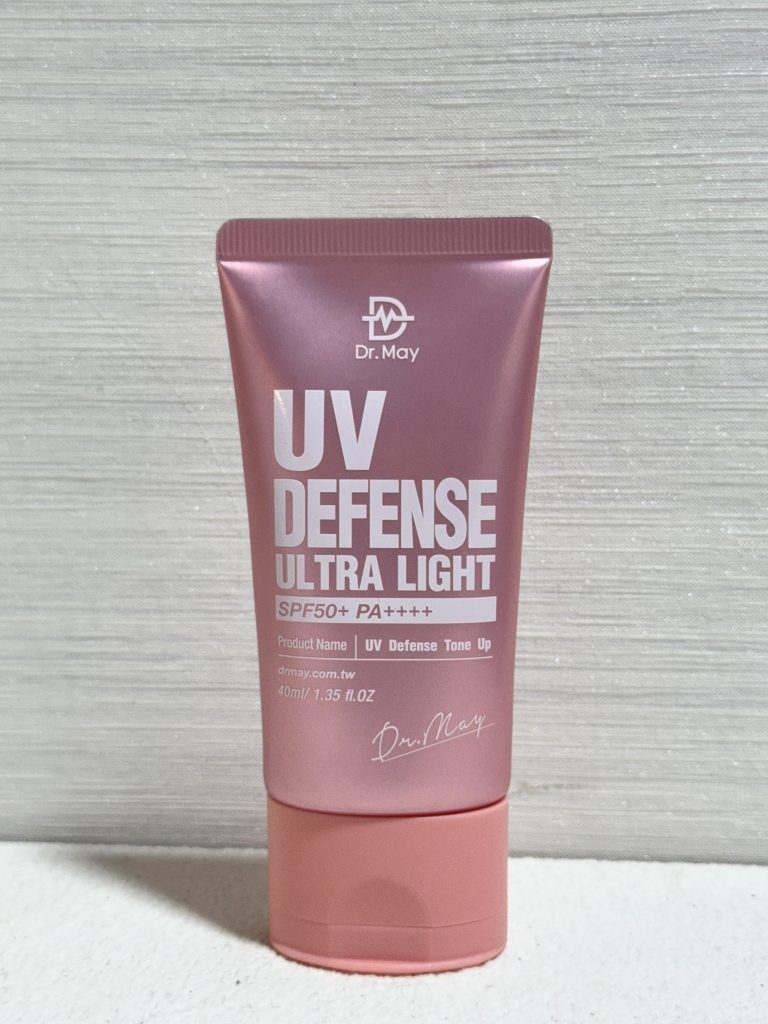 Dr.May
UV
DEFENSE
ULTRA LIGHT
SPF50+ PA++++
Product Name | UV Defense Tone Up
drmay.com.tw
40ml/ 1.35 fl.OZ
Dr.May